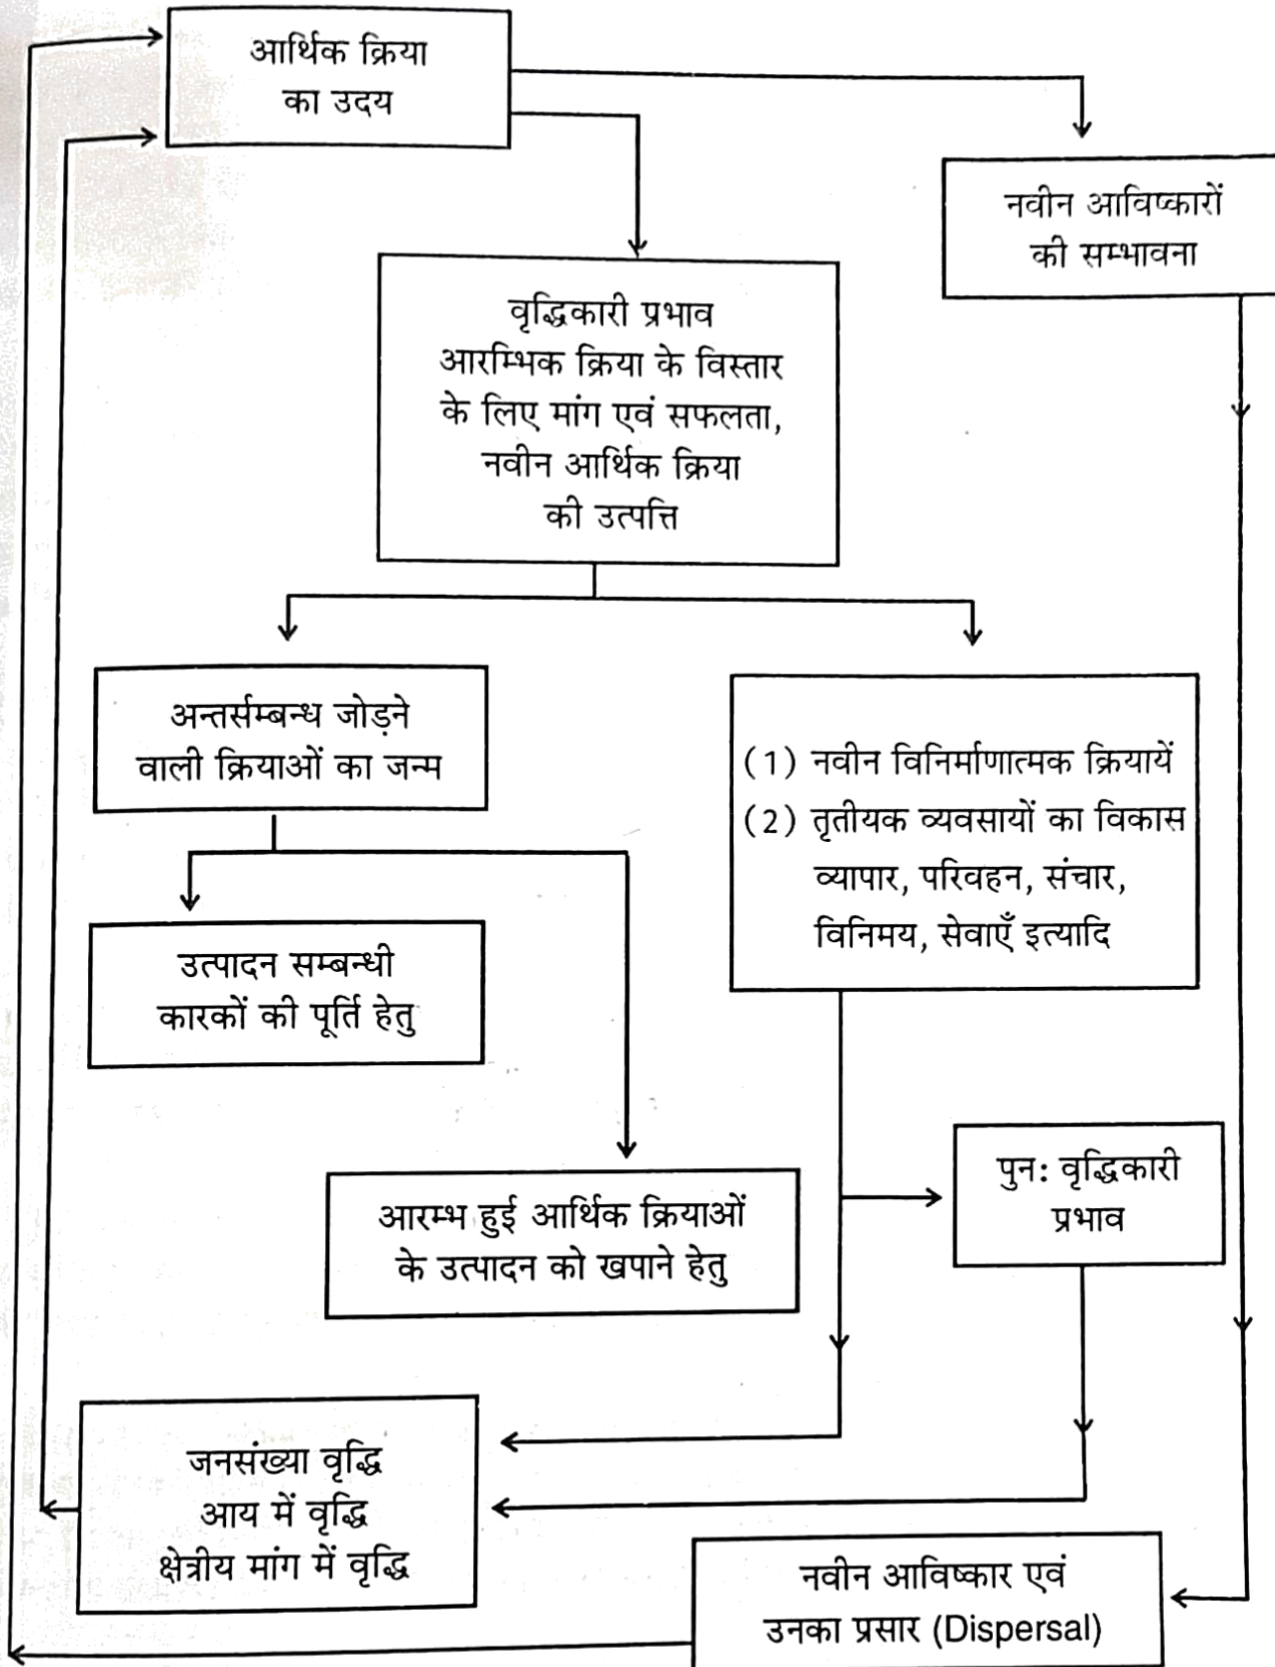 आर्थिक क्रिया
का उदय
नवीन आविष्कारों
की सम्भावना
वृद्धिकारी प्रभाव
आरम्भिक क्रिया के विस्तार
के लिए मांग एवं सफलता,
नवीन आर्थिक क्रिया
की उत्पत्ति
अन्तर्सम्बन्ध जोड़ने
वाली क्रियाओं का जन्म
(1) नवीन विनिर्माणात्मक क्रियायें
(2) तृतीयक व्यवसायों का विकास
व्यापार, परिवहन, संचार,
विनिमय, सेवाएँ इत्यादि
उत्पादन सम्बन्धी
कारकों की पूर्ति हेतु
आरम्भ हुई आर्थिक क्रियाओं
के उत्पादन को खपाने हेतु
पुन: वृद्धिकारी
प्रभाव
जनसंख्या वृद्धि
आय में वृद्धि
क्षेत्रीय मांग में वृद्धि
नवीन आविष्कार एवं
उनका प्रसार (Dispersal)